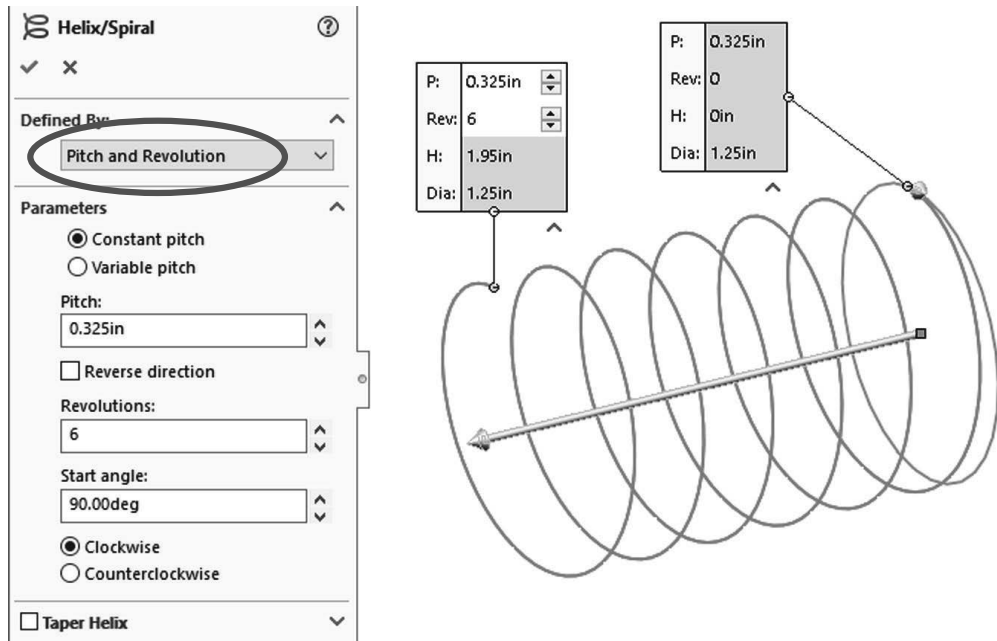 Helix/Spiral
Defined By:
Pitch and Revolution
Parameters
Constant pitch
Variable pitch
Pitch:
0.325in
Reverse direction
Revolutions:
6
Start angle:
90.00deg
Clockwise
Counterclockwise
Taper Helix
P: 0.325in
Rev: 6
H: 1.95in
Dia: 1.25in
P: 0.325in
Rev: 0
H: 0in
Dia: 1.25in